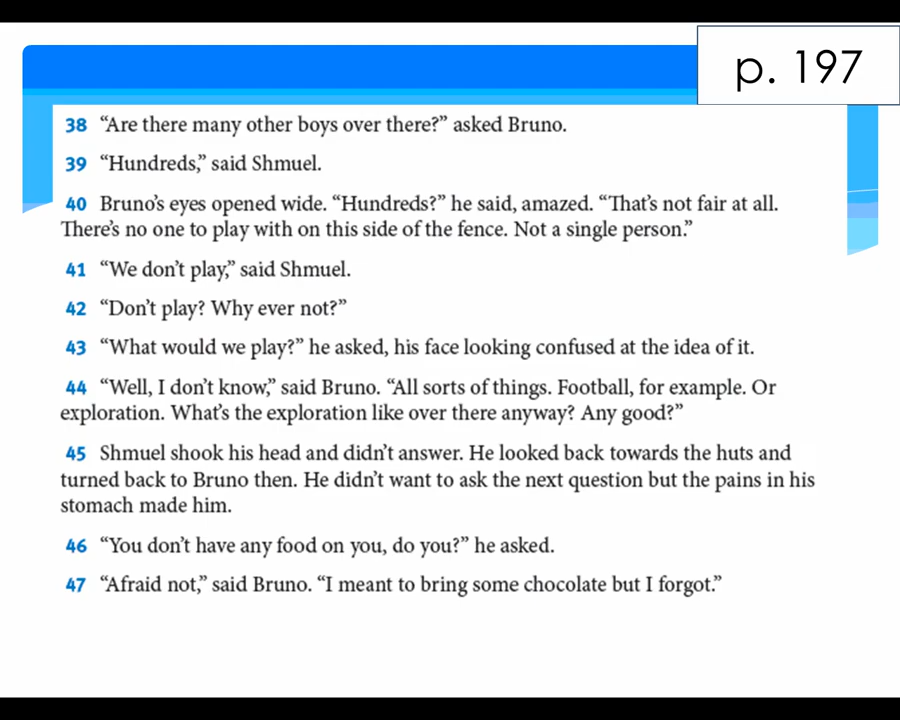 p. 197
38 “Are there many other boys over there?” asked Bruno.
39 “Hundreds,” said Shmuel.
40 Bruno’s eyes opened wide. “Hundreds?” he said, amazed. “That’s not fair at all.
There’s no one to play with on this side of the fence. Not a single person.”
41 “We don’t play,” said Shmuel.
42 “Don’t play? Why ever not?”
43 “What would we play?” he asked, his face looking confused at the idea of it.
44 “Well, I don’t know,” said Bruno. “All sorts of things. Football, for example. Or
exploration. What’s the exploration like over there anyway? Any good?”
45 Shmuel shook his head and didn’t answer. He looked back towards the huts and
turned back to Bruno then. He didn’t want to ask the next question but the pains in his
stomach made him.
46 “You don’t have any food on you, do you?” he asked.
47 “Afraid not,” said Bruno. “I meant to bring some chocolate but I forgot.”